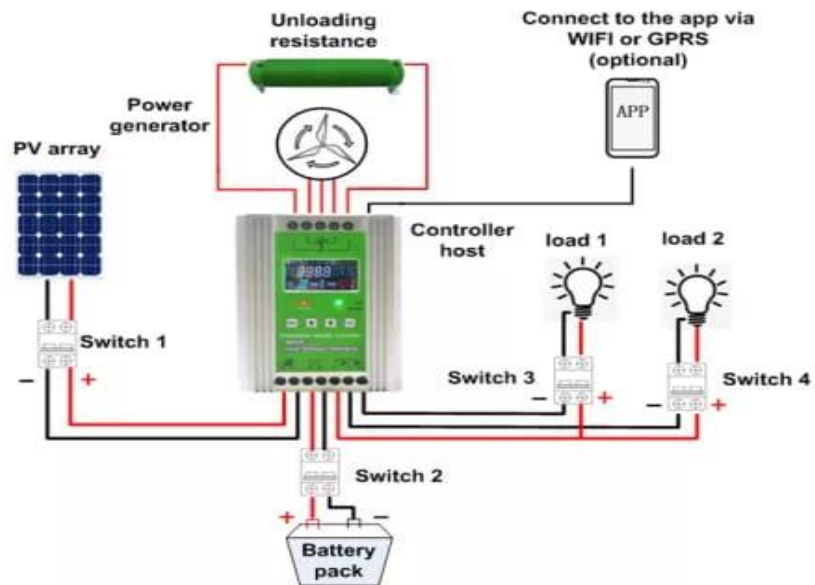 Unloading
resistance
Connect to the app via
WIFI or GPRS
(optional)
Power
generator
APP
PV array
Controller
host
load 1
load 2
8888
Switch 1
Switch 3
Switch 4
− +
− +
− +
Switch 2
+ −
Battery
pack